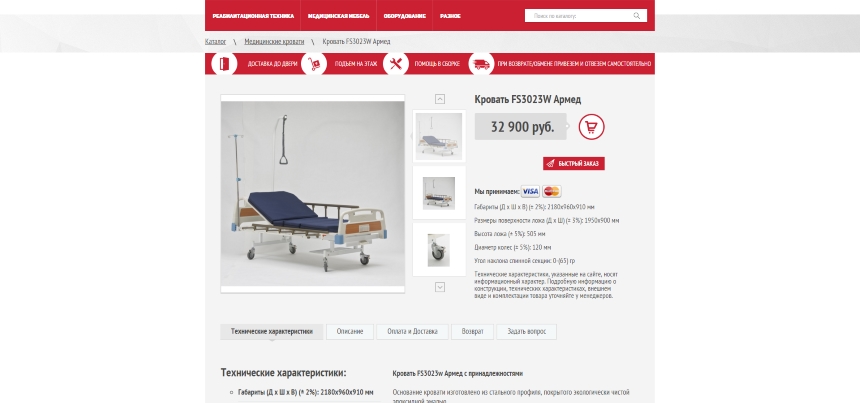 РЕАБИЛИТАЦИОННАЯ ТЕХНИКА
МЕДИЦИНСКАЯ МЕБЕЛЬ
ОБОРУДОВАНИЕ
РАЗНОЕ
Поиск по каталогу:
Каталог \ Медицинские кровати \ Кровать FS3023W Армед
ДОСТАВКА ДО ДВЕРИ
ПОДЪЕМ НА ЭТАЖ
ПОМОЩЬ В СБОРКЕ
ПРИ ВОЗВРАТЕ/ОБМЕНЕ ПРИВЕЗЕМ И ОТВЕЗЕМ САМОСТОЯТЕЛЬНО
Кровать FS3023W Армед
32 900 руб.
БЫСТРЫЙ ЗАКАЗ
Мы принимаем: VISA MasterCard
Габариты (Д х Ш х В) (± 2%): 2180х960х910 мм
Размеры поверхности ложа (Д х Ш) (± 3%): 1950х900 мм
Высота ложа (± 5%): 505 мм
Диаметр колес (± 5%): 120 мм
Угол наклона спинной секции: 0-(65) гр
Технические характеристики, указанные на сайте, носят
информационный характер. Подробную информацию о
конструкции, технических характеристиках, внешнем
виде и комплектации товара уточняйте у менеджеров.
Технические характеристики
Описание
Оплата и Доставка
Возврат
Задать вопрос
Технические характеристики:
Габариты (Д х Ш х В) (± 2%): 2180х960х910 мм
Кровать FS3023w Армед с принадлежностями
Основание кровати изготовлено из стального профиля, покрытого экологически чистой
эпоксидной эмалью